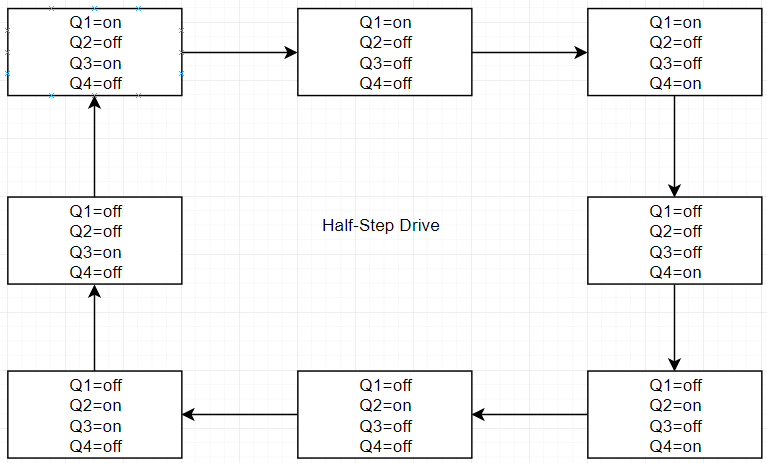 Q1=on
Q2=off
Q3=on
Q4=off
Q1=on
Q2=off
Q3=off
Q4=off
Q1=on
Q2=off
Q3=off
Q4=on
Q1=off
Q2=off
Q3=on
Q4=off
Half-Step Drive
Q1=off
Q2=off
Q3=off
Q4=on
Q1=off
Q2=on
Q3=on
Q4=off
Q1=off
Q2=on
Q3=off
Q4=off
Q1=off
Q2=on
Q3=off
Q4=on